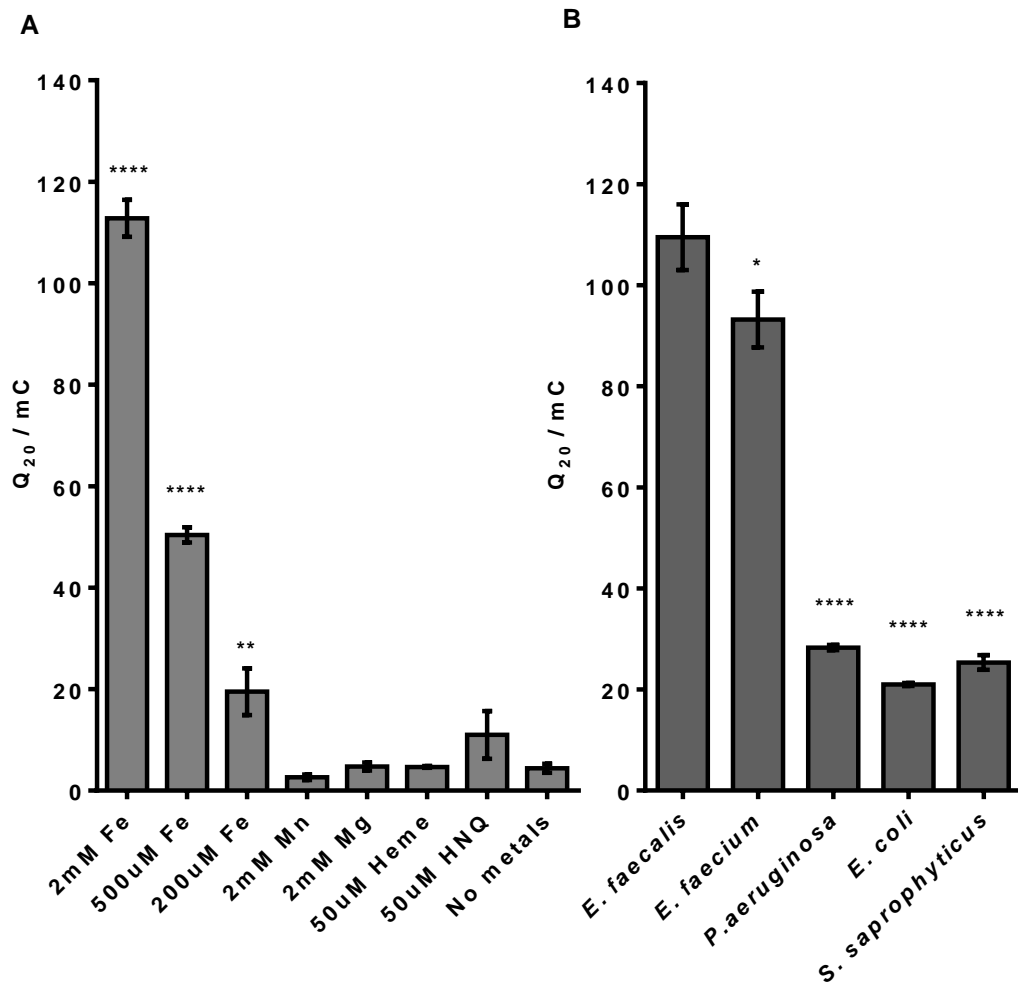 A
140
120
100
80
60
40
20
0
Q20 / mC
****
****
**
2mM Fe
500uM Fe
200uM Fe
2mM Mn
2mM Mg
50uM Heme
50uM HNQ
No metals
B
140
120
100
80
60
40
20
0
Q20 / mC
*
****
****
****
E. faecalis
E. faecium
P.aeruginosa
E. coli
S. saprophyticus